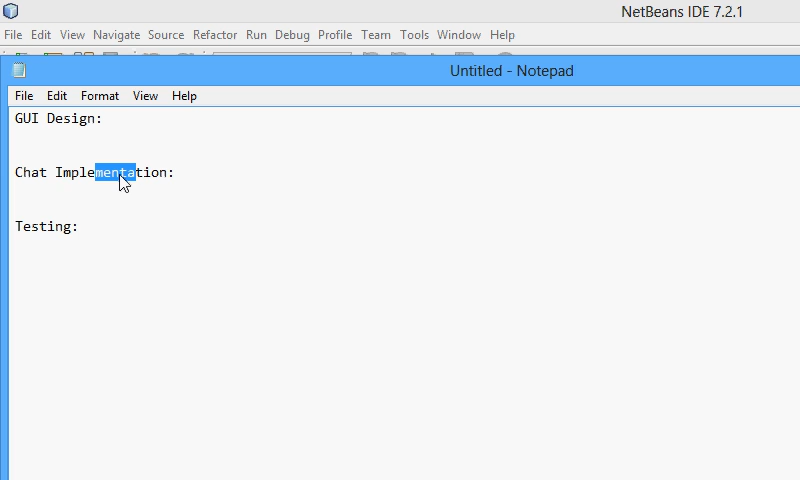 NetBeans IDE 7.2.1
File Edit View Navigate Source Refactor Run Debug Profile Team Tools Window Help
Untitled - Notepad
File Edit Format View Help
GUI Design:
Chat Implementation:
Testing: